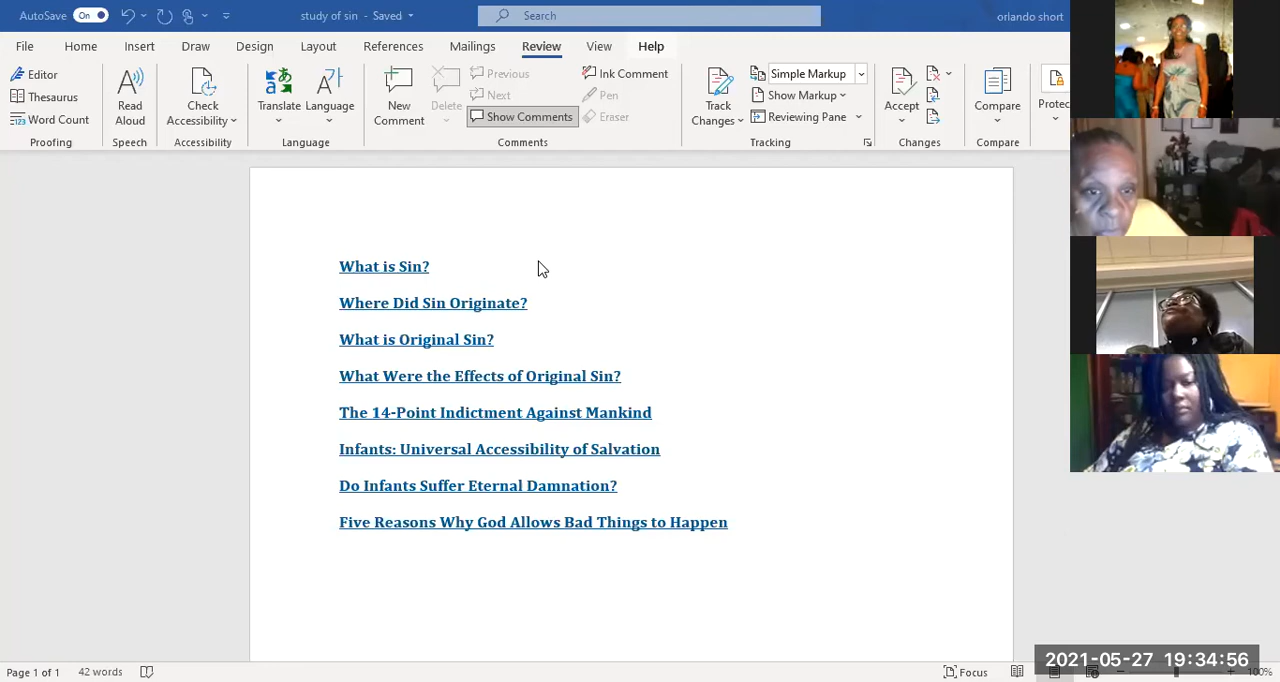 AutoSave On study of sin - Saved Search orlando short
File Home Insert Draw Design Layout References Mailings Review View Help
Editor
Thesaurus
Word Count
Proofing
Read Aloud
Speech
Check Accessibility
Accessibility
Translate
Language
Language
New Comment
Delete
Previous
Next
Show Comments
Ink Comment
Pen
Eraser
Comments
Track Changes
Simple Markup
Show Markup
Reviewing Pane
Tracking
Accept
Changes
Compare
Compare
Protec
What is Sin?
Where Did Sin Originate?
What is Original Sin?
What Were the Effects of Original Sin?
The 14-Point Indictment Against Mankind
Infants: Universal Accessibility of Salvation
Do Infants Suffer Eternal Damnation?
Five Reasons Why God Allows Bad Things to Happen
2021-05-27 19:34:56
Page 1 of 1 42 words Focus 100%